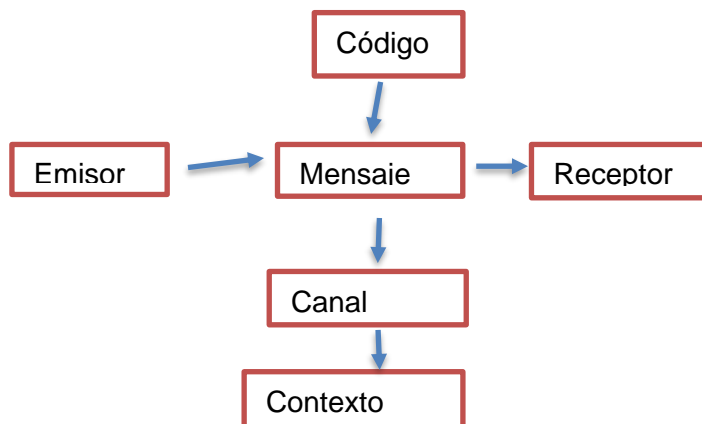 Código
Emisor
Mensaje
Receptor
Canal
Contexto